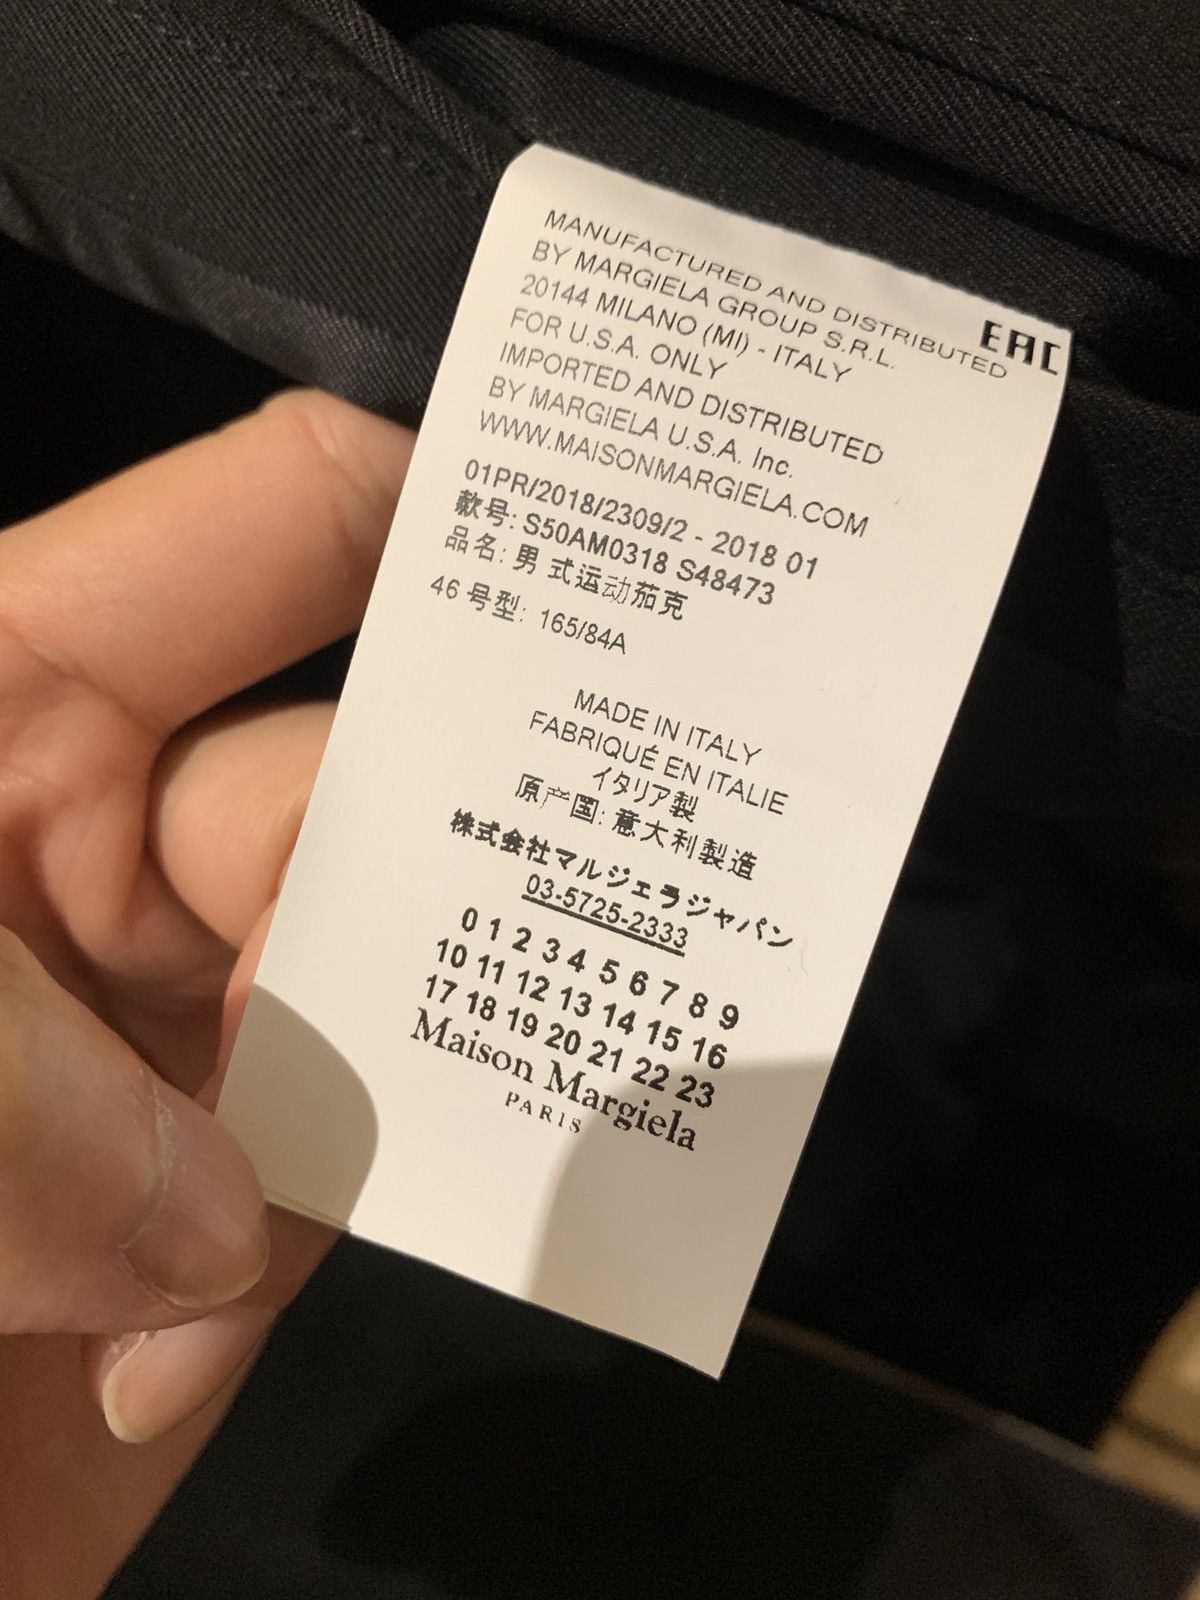 MANUFACTURED AND DISTRIBUTED
BY MARGIELA GROUP S.R.L.
EAC
20144 MILANO (MI) - ITALY
FOR U.S.A. ONLY
IMPORTED AND DISTRIBUTED
BY MARGIELA U.S.A. Inc.
WWW.MAISONMARGIELA.COM
01PR/2018/2309/2 - 2018 01
款号: S50AM0318 S48473
品名: 男 式运动茄克
46 号型: 165/84A
MADE IN ITALY
FABRIQUÉ EN ITALIE
イタリア製
原产国: 意大利製造
株式会社マルジェラジャパン
03-5725-2333
0 1 2 3 4 5 6 7 8 9
10 11 12 13 14 15 16
17 18 19 20 21 22 23
Maison Margiela
PARIS